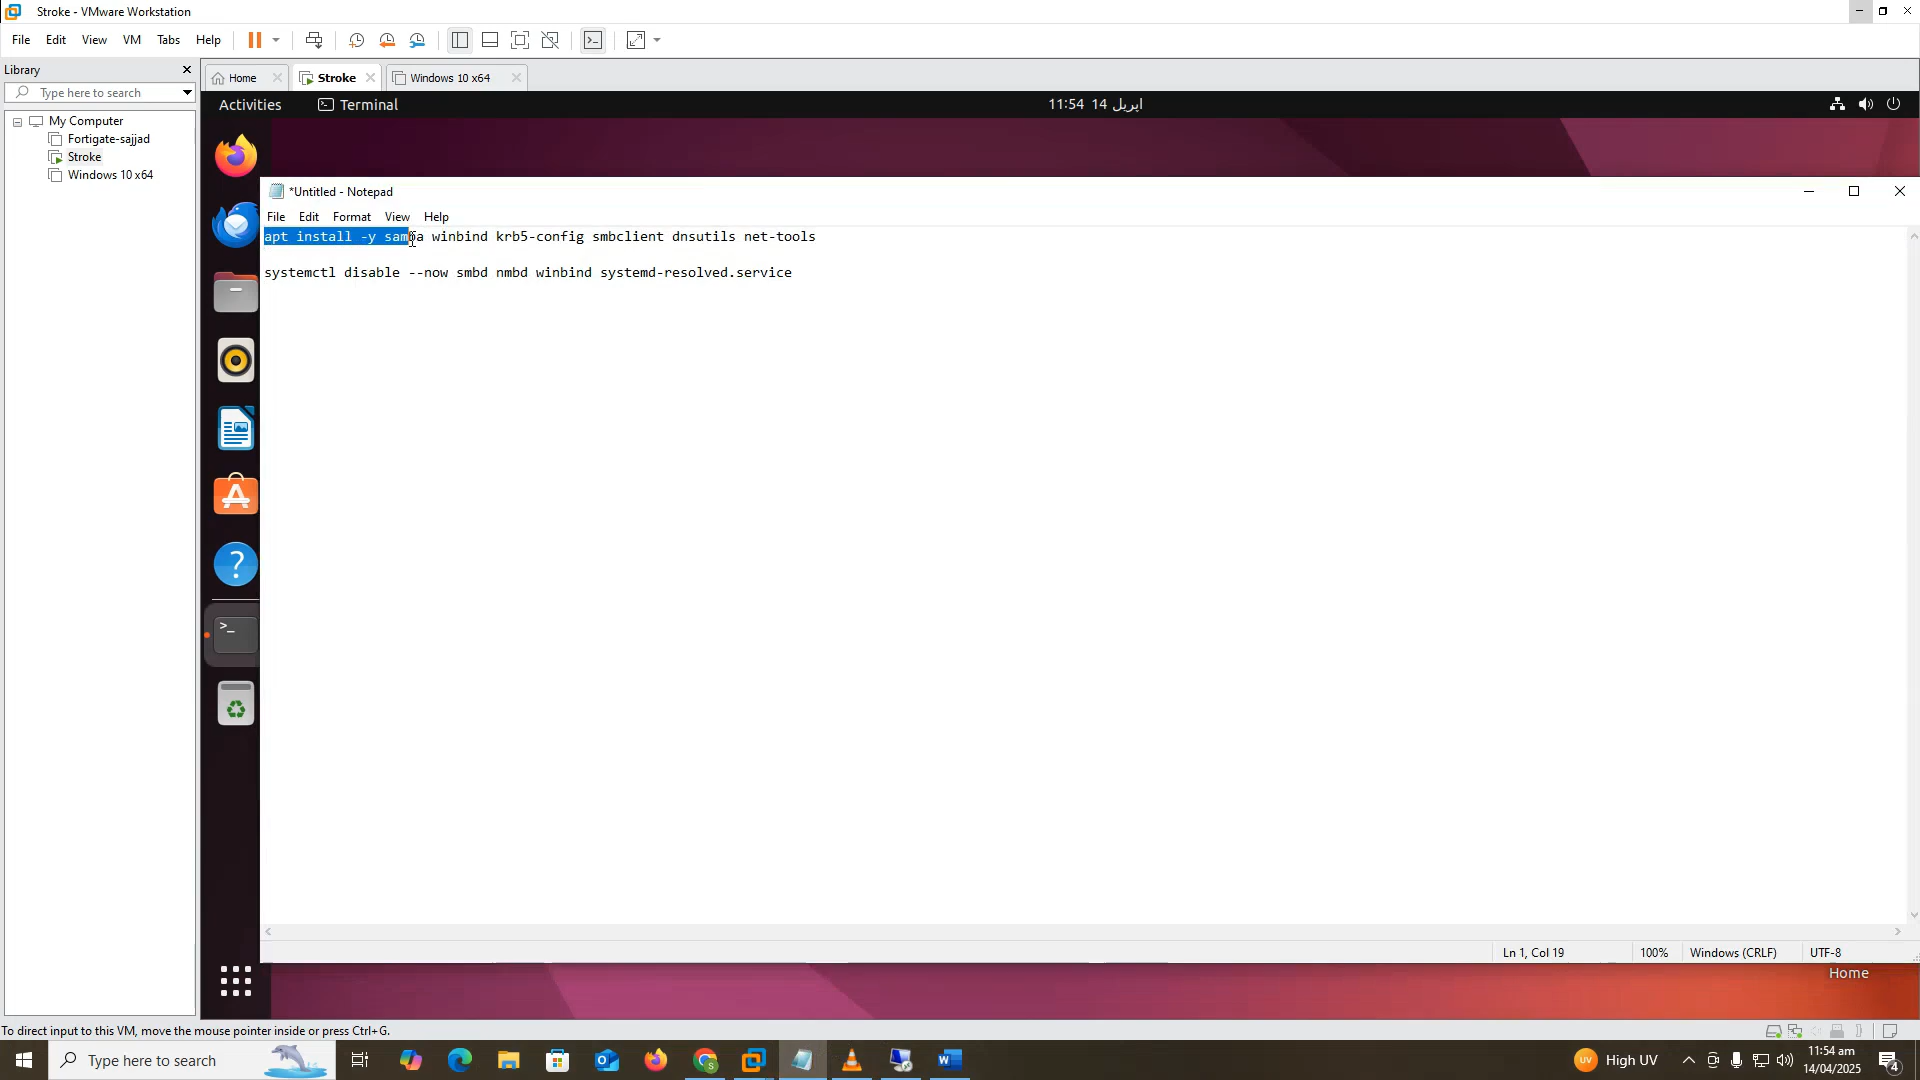 Stroke - VMware Workstation
File Edit View VM Tabs Help
Library
Type here to search
My Computer
Fortigate-sajjad
Stroke
Windows 10 x64
Home
Stroke
Windows 10 x64
Activities
Terminal
11:54 14 اپریل
*Untitled - Notepad
File Edit Format View Help
apt install -y samba winbind krb5-config smbclient dnsutils net-tools
systemctl disable --now smbd nmbd winbind systemd-resolved.service
Ln 1, Col 19
100%
Windows (CRLF)
UTF-8
Home
To direct input to this VM, move the mouse pointer inside or press Ctrl+G.
Type here to search
UV
High UV
11:54 am
14/04/2025
4